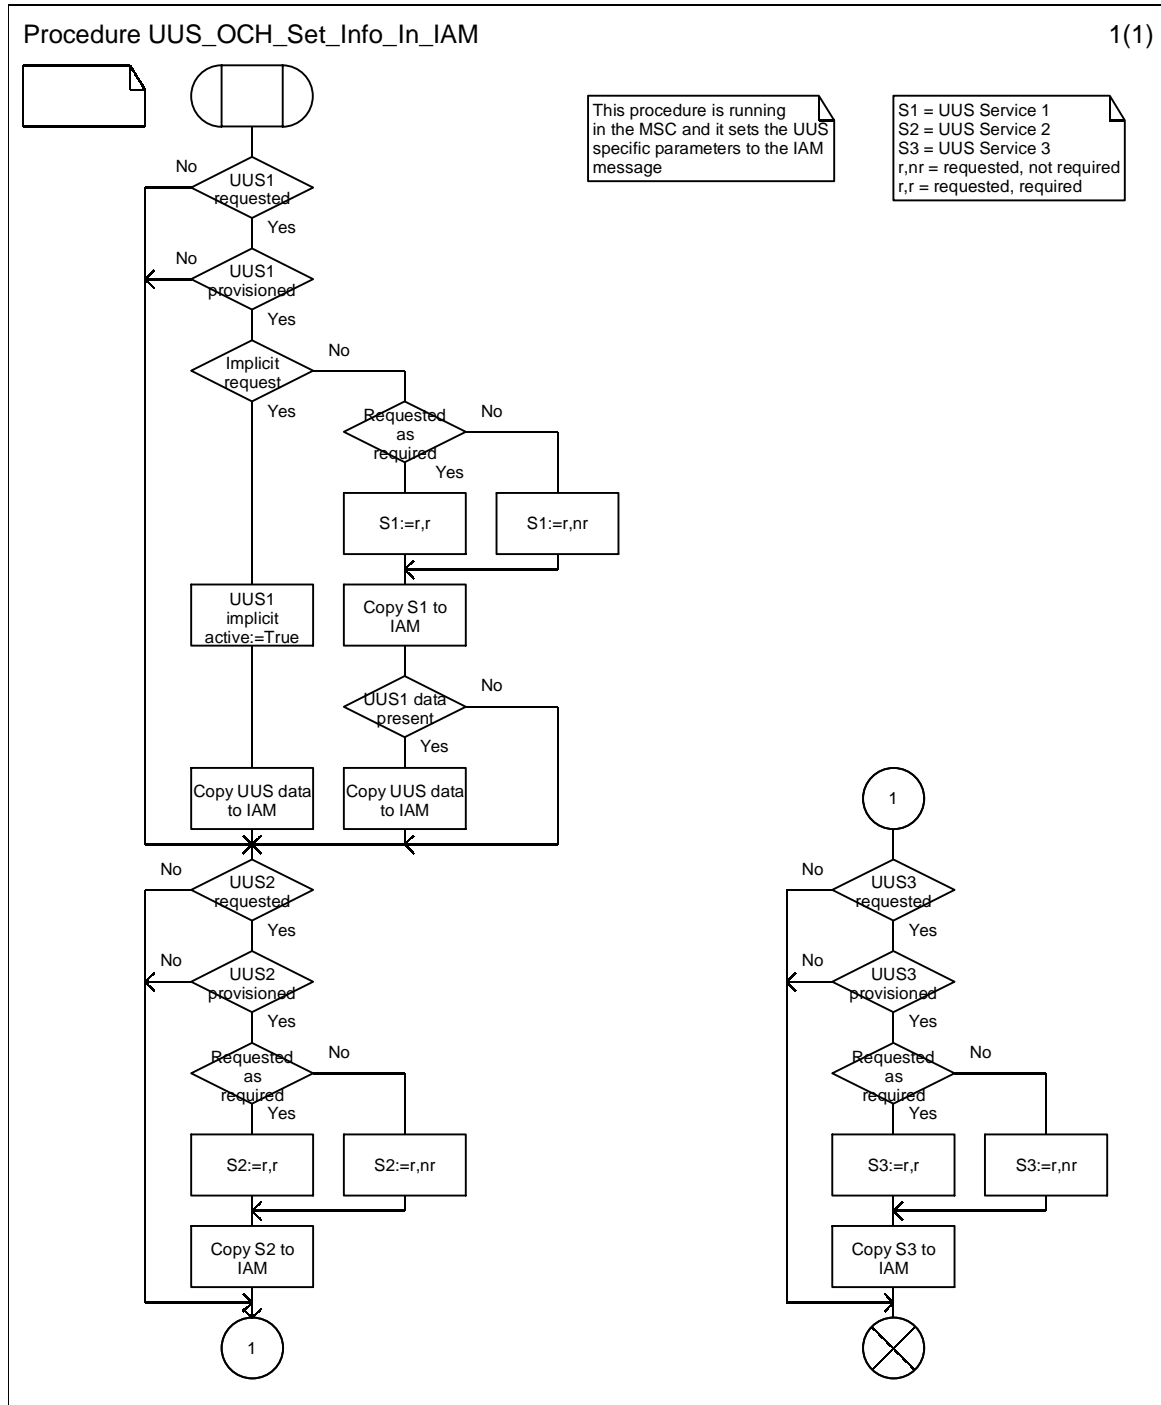 Procedure UUS_OCH_Set_Info_In_IAM
1(1)
This procedure is running
in the MSC and it sets the UUS
specific parameters to the IAM
message
S1 = UUS Service 1
S2 = UUS Service 2
S3 = UUS Service 3
r,nr = requested, not required
r,r = requested, required
No
UUS1
requested
Yes
No
UUS1
provisioned
Yes
Implicit
request
No
Yes
Requested
as
required
No
Yes
S1:=r,r
S1:=r,nr
UUS1
implicit
active:=True
Copy S1 to
IAM
UUS1 data
present
No
Yes
Copy UUS data
to IAM
Copy UUS data
to IAM
No
UUS2
requested
Yes
No
UUS2
provisioned
Yes
Requested
as
required
No
Yes
S2:=r,r
S2:=r,nr
Copy S2 to
IAM
1
1
No
UUS3
requested
Yes
No
UUS3
provisioned
Yes
Requested
as
required
No
Yes
S3:=r,r
S3:=r,nr
Copy S3 to
IAM